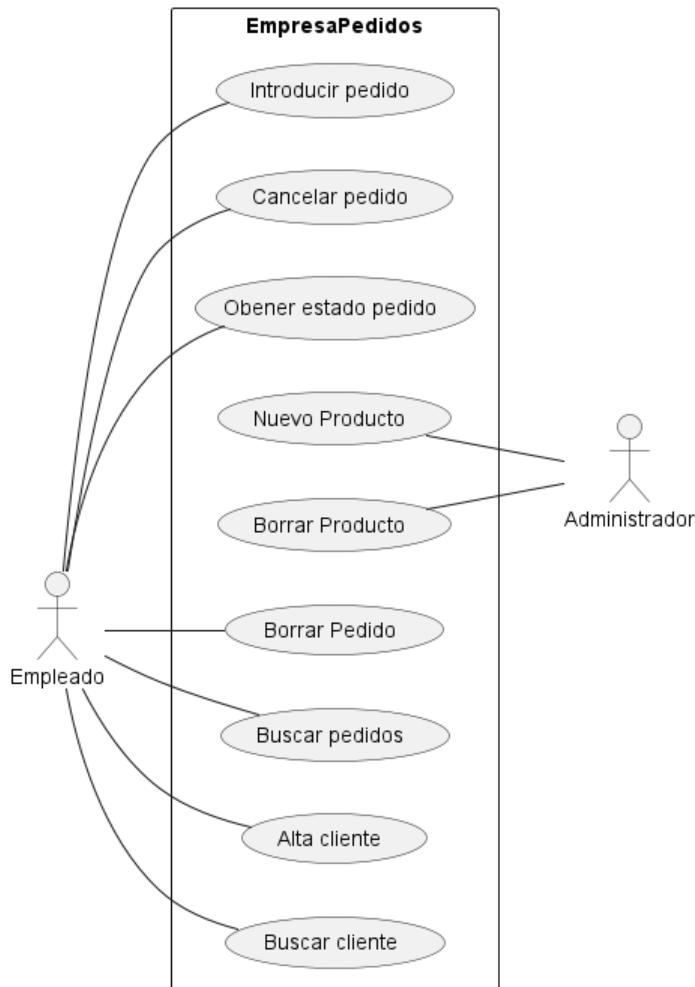 EmpresaPedidos
Introducir pedido
Cancelar pedido
Obener estado pedido
Nuevo Producto
Borrar Producto
Administrador
Borrar Pedido
Empleado
Buscar pedidos
Alta cliente
Buscar cliente